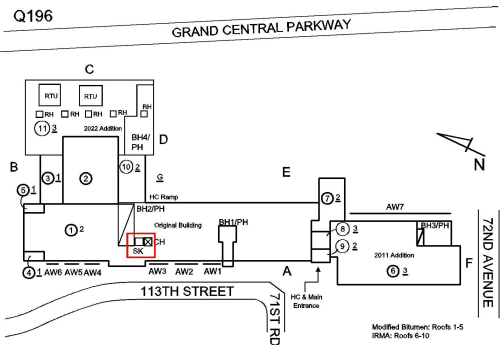 Q196
GRAND CENTRAL PARKWAY
C
RTU
RTU
RH
RH
RH
RH
RH
11 3
2022 Addition
BH4/
PH
D
B
3 1
2
10 2
G
E
5 1
HC Ramp
7 2
AW7
BH2/PH
1 2
Original Building
BH1/PH
BH3/PH
8 3
CH
SK
9 2
2011 Addition
4 1
AW6 AW5 AW4
AW3 AW2 AW1
A
6 3
F
113TH STREET
71ST RD
HC & Main
Entrance
72ND AVENUE
N
Modified Bitumen: Roofs 1-5
IRMA: Roofs 6-10